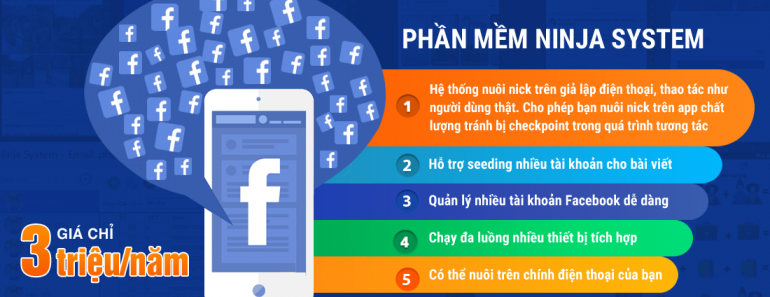 PHẦN MỀM NINJA SYSTEM
1
Hệ thống nuôi nick trên giả lập điện thoại, thao tác như
người dùng thật. Cho phép bạn nuôi nick trên app chất
lượng tránh bị checkpoint trong quá trình tương tác
2 Hỗ trợ seeding nhiều tài khoản cho bài viết
3 Quản lý nhiều tài khoản Facebook dễ dàng
4 Chạy đa luồng nhiều thiết bị tích hợp
5 Có thể nuôi trên chính điện thoại của bạn
GIÁ CHỈ
3 triệu/năm